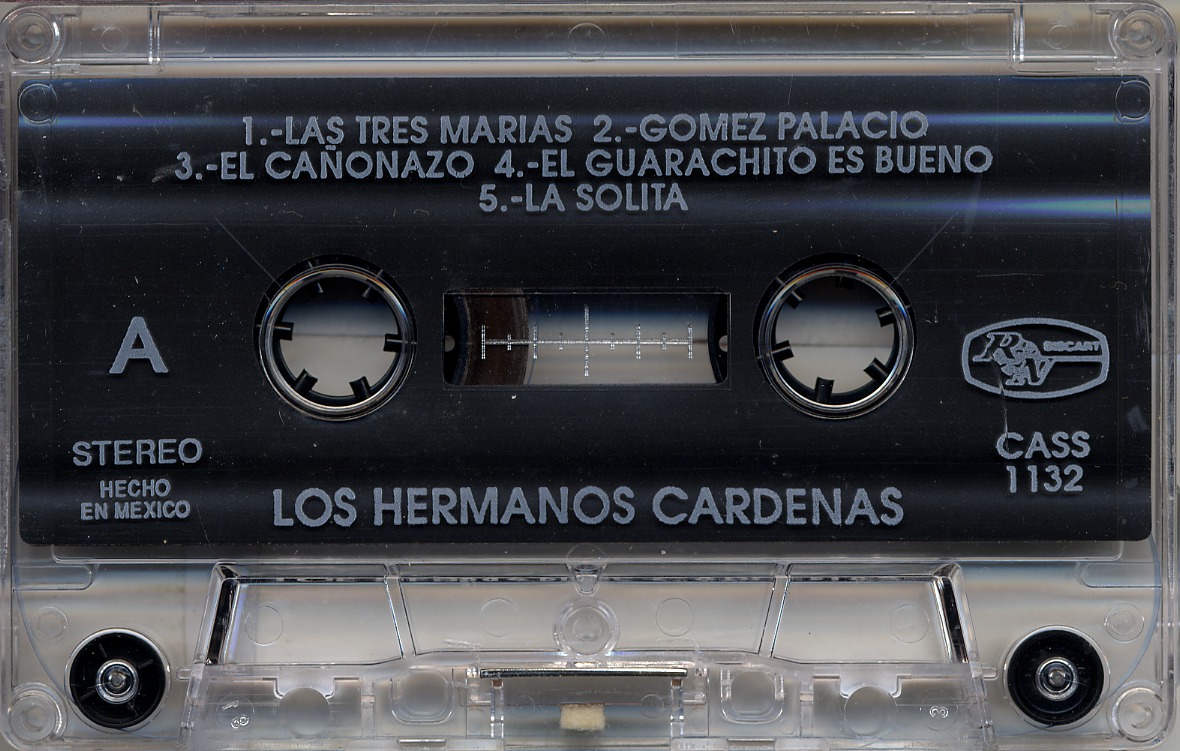 1.-LAS TRES MARIAS 2.-GOMEZ PALACIO
3.-EL CAÑONAZO 4.-EL GUARACHITO ES BUENO
5.-LA SOLITA
A
DISCART
STEREO
CASS
1132
HECHO
EN MEXICO
LOS HERMANOS CARDENAS